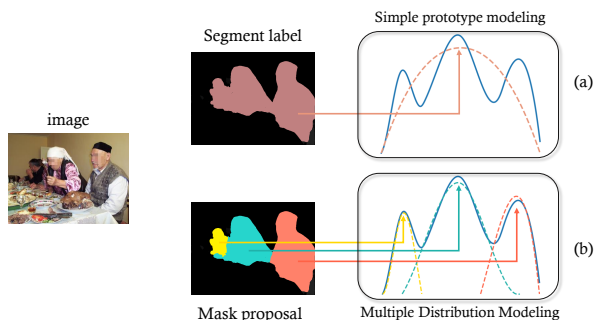 Simple prototype modeling
Segment label
(a)
image
(b)
Mask proposal
Multiple Distribution Modeling